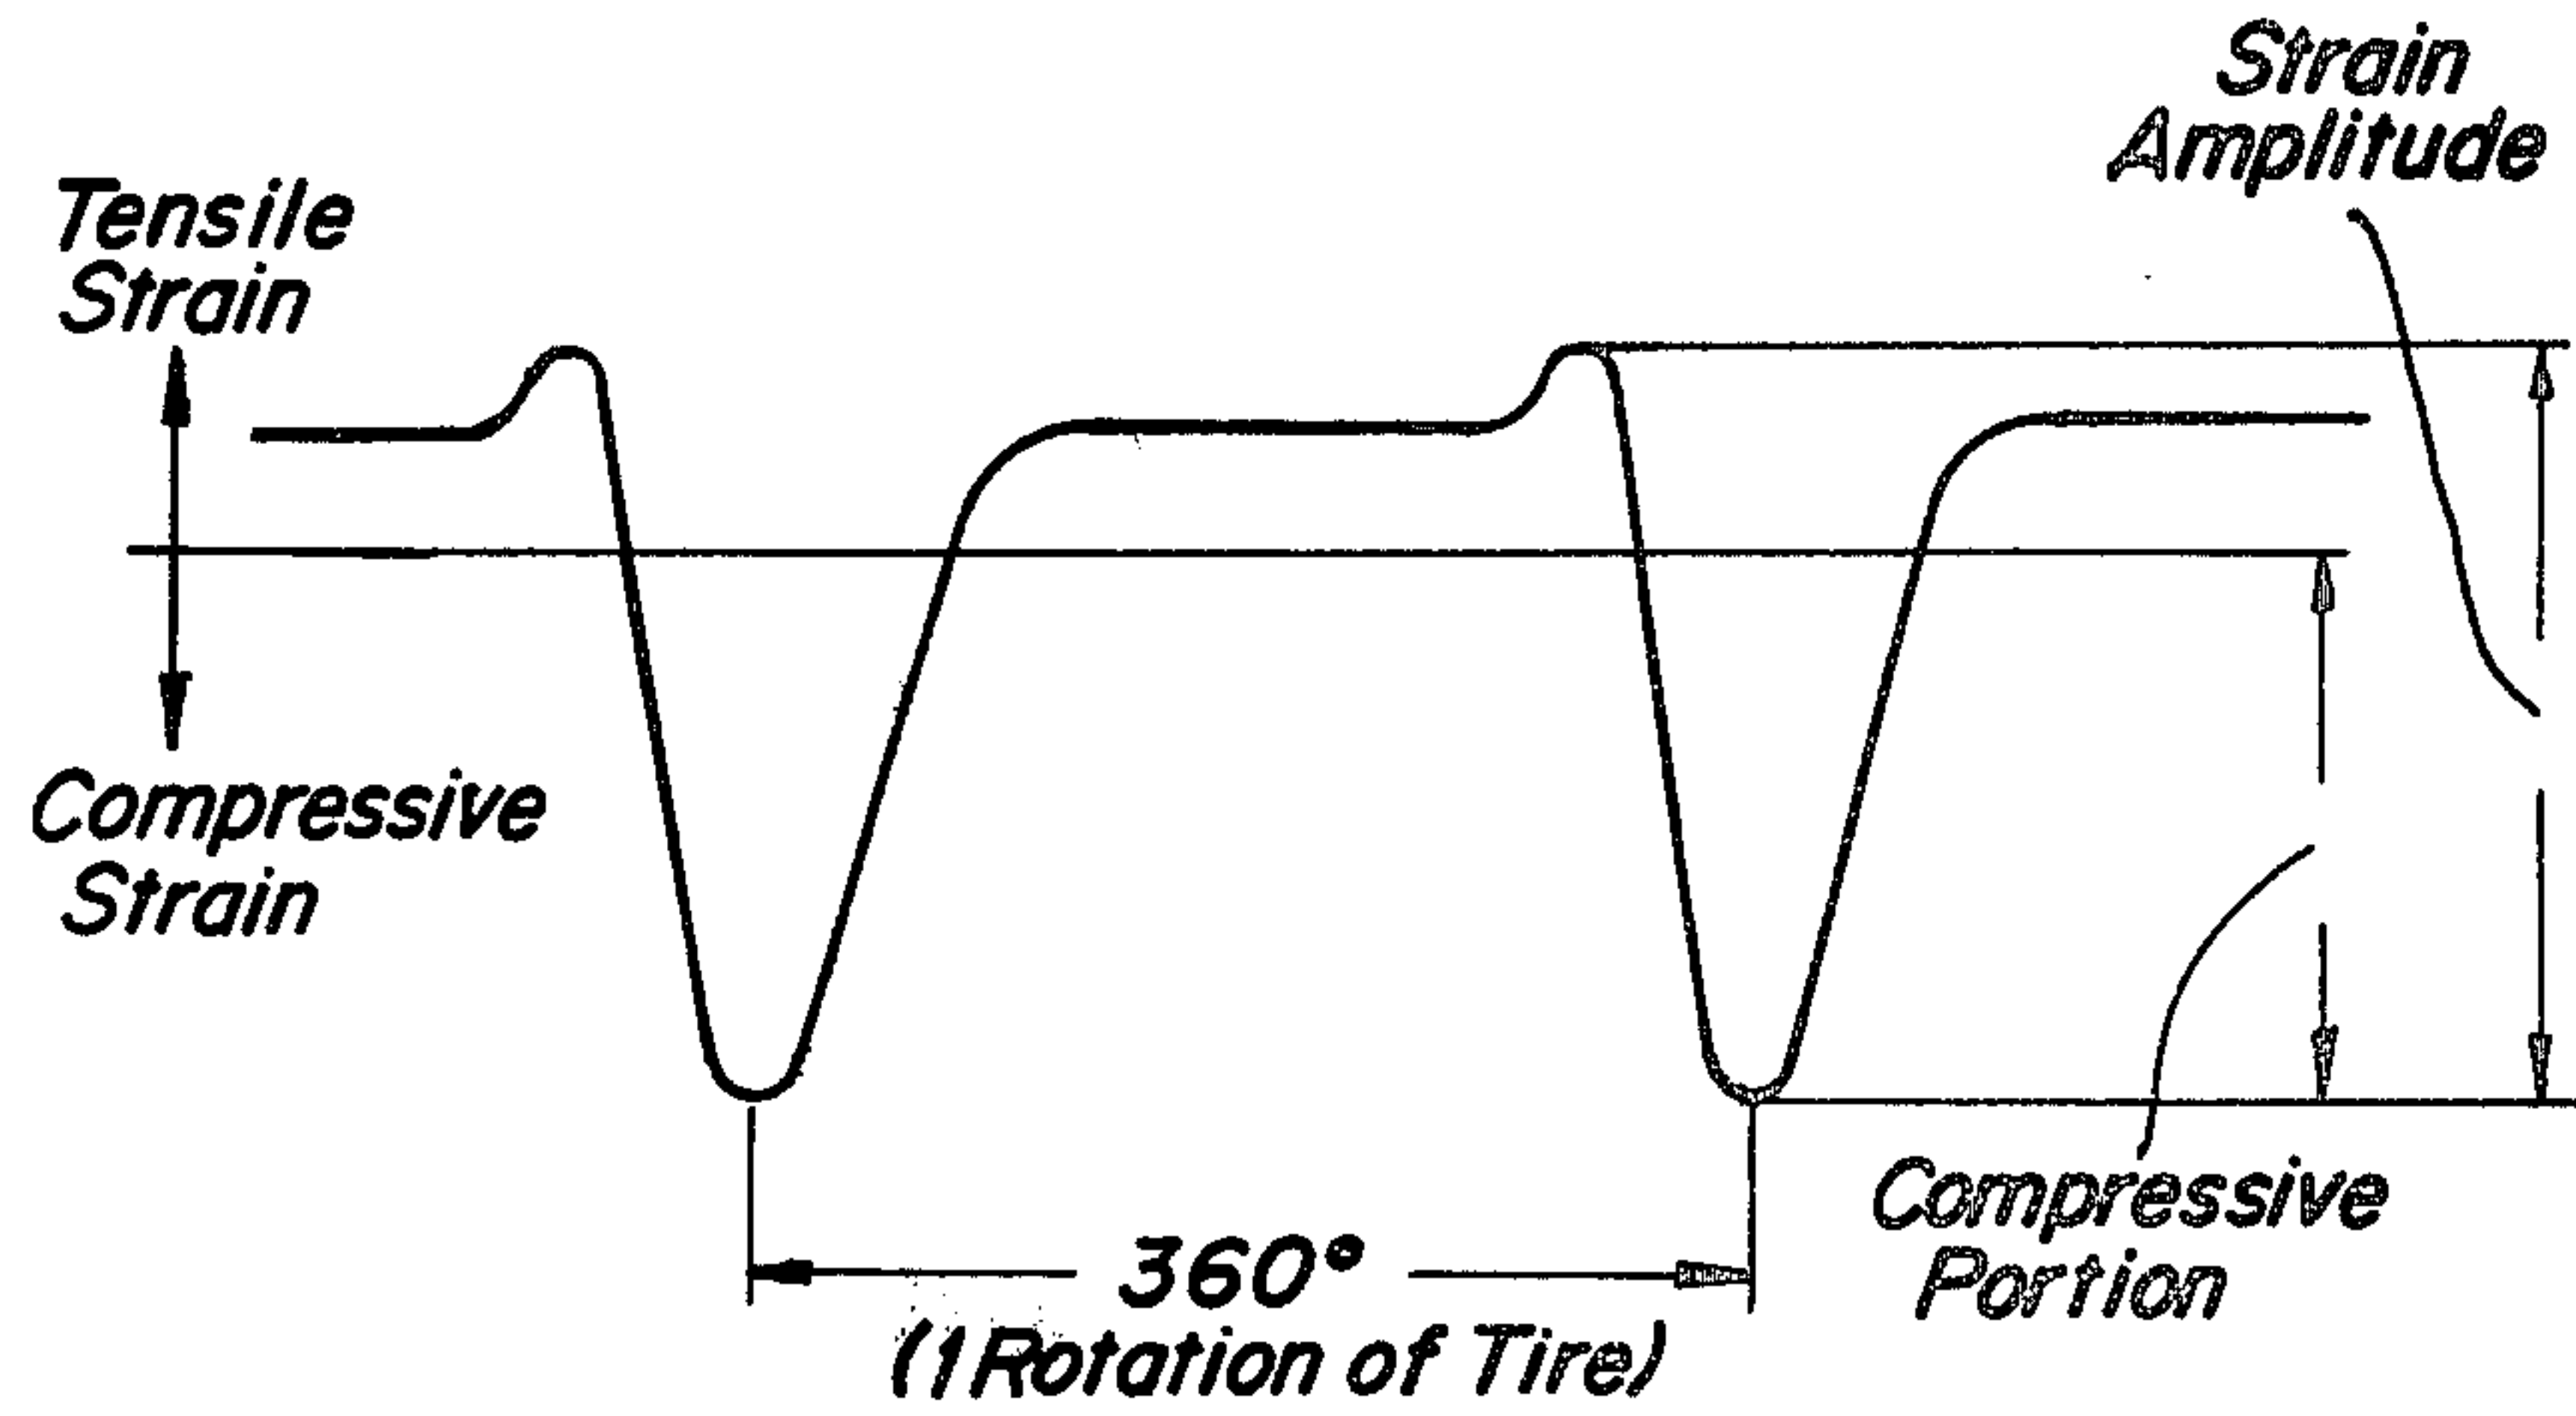 Strain
Amplitude
Tensile
Strain
Compressive
Strain
Compressive
Portion
360°
(1 Rotation of Tire)